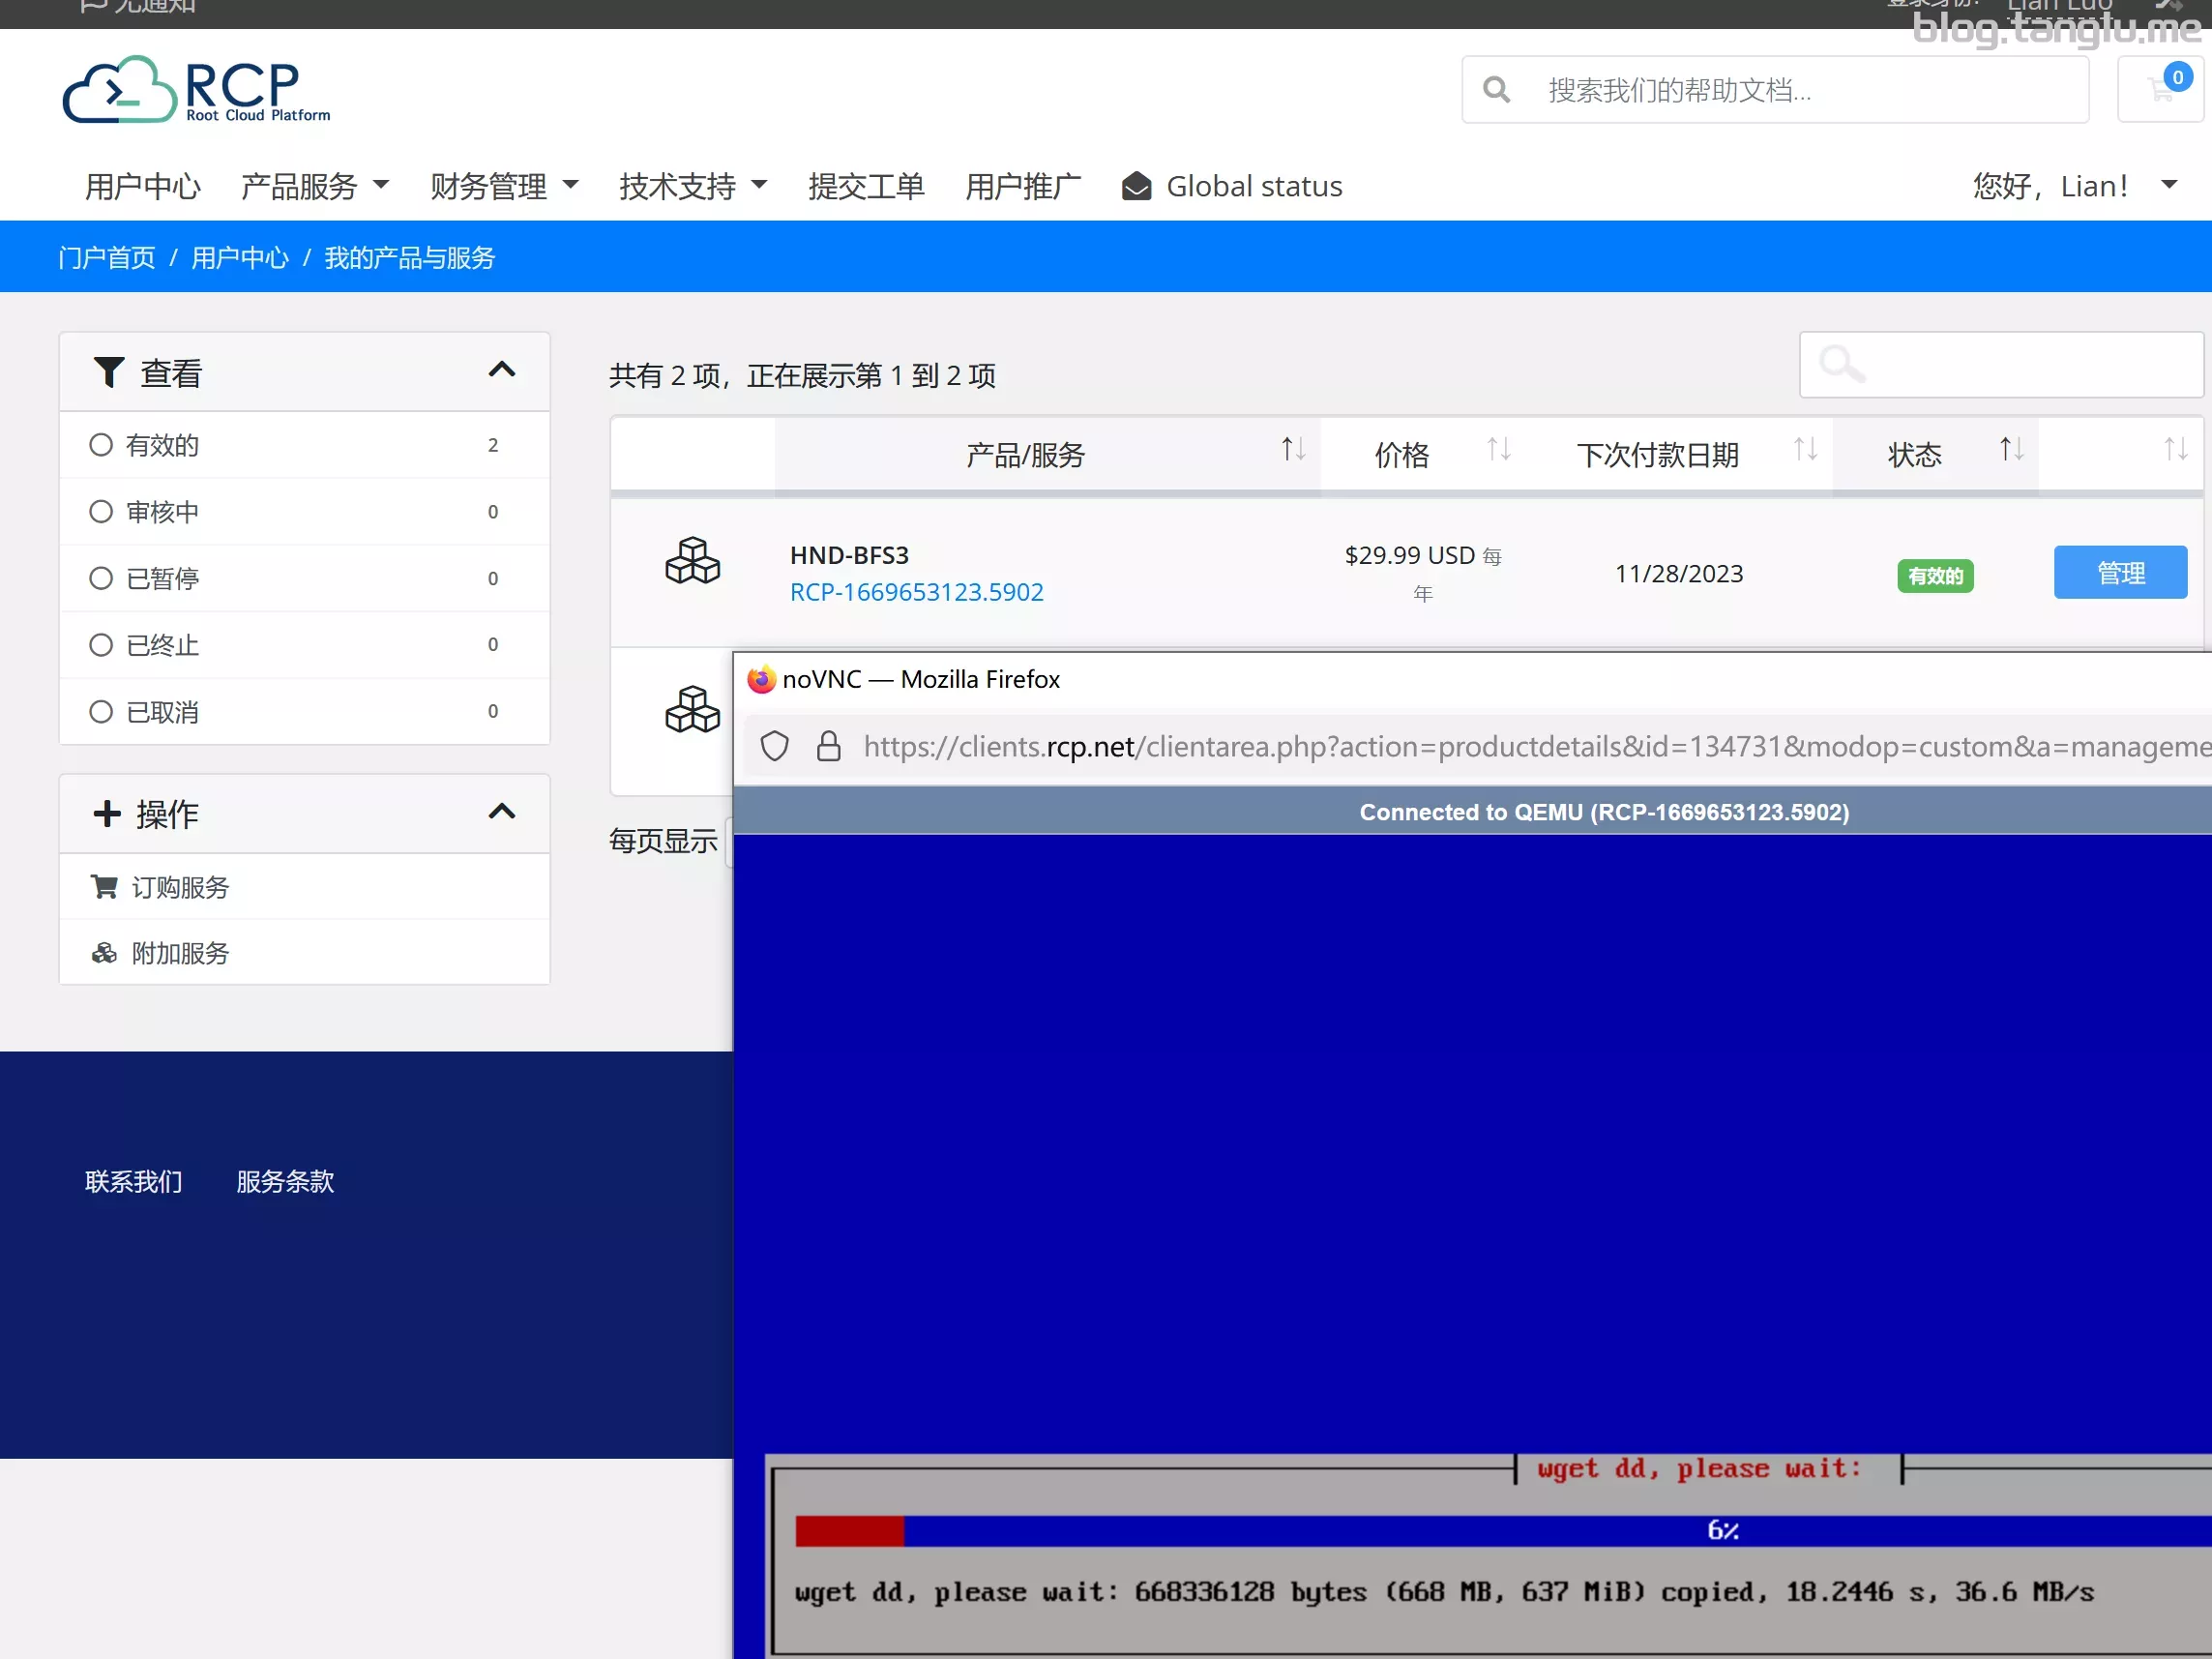 无通知
登录身份: Lian Luo
blog.tanglu.me
RCP
Root Cloud Platform
搜索我们的帮助文档...
0
用户中心 产品服务 财务管理 技术支持 提交工单 用户推广 Global status 您好，Lian！
门户首页 / 用户中心 / 我的产品与服务
查看
有效的 2
审核中 0
已暂停 0
已终止 0
已取消 0
操作
订购服务
附加服务
共有 2 项，正在展示第 1 到 2 项
产品/服务 价格 下次付款日期 状态
HND-BFS3
RCP-1669653123.5902
$29.99 USD 每
年
11/28/2023
有效的
管理
每页显示
noVNC — Mozilla Firefox
https://clients.rcp.net/clientarea.php?action=productdetails&id=134731&modop=custom&a=manageme
Connected to QEMU (RCP-1669653123.5902)
wget dd, please wait:
6%
wget dd, please wait: 668336128 bytes (668 MB, 637 MiB) copied, 18.2446 s, 36.6 MB/s
联系我们 服务条款